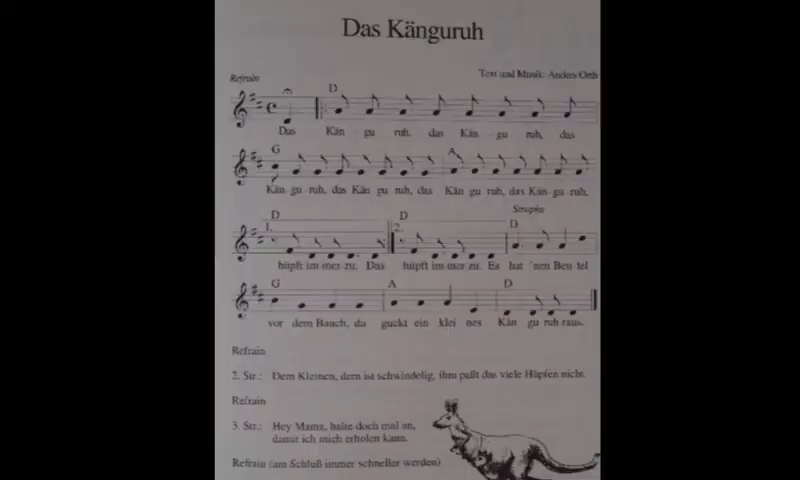 Das Känguruh
Text und Musik: Anders Orth
Refrain
D
Das Kän gu ruh, das Kän gu ruh, das
G A
Kän-gu-ruh, das Kän gu ruh, das Kän gu-ruh, das Kän-gu-ruh,
D D Strophe D
1. 2.
hüpft im-mer zu. Das hüpft im-mer zu. Es hat 'nen Beu-tel
G A D
vor dem Bauch, da guckt ein klei nes Kän gu ruh raus.
Refrain
2. Str.: Dem Kleinen, dem ist schwindelig, ihm paßt das viele Hüpfen nicht.
Refrain
3. Str.: Hey Mama, halte doch mal an,
damit ich mich erholen kann.
Refrain (am Schluß immer schneller werden)